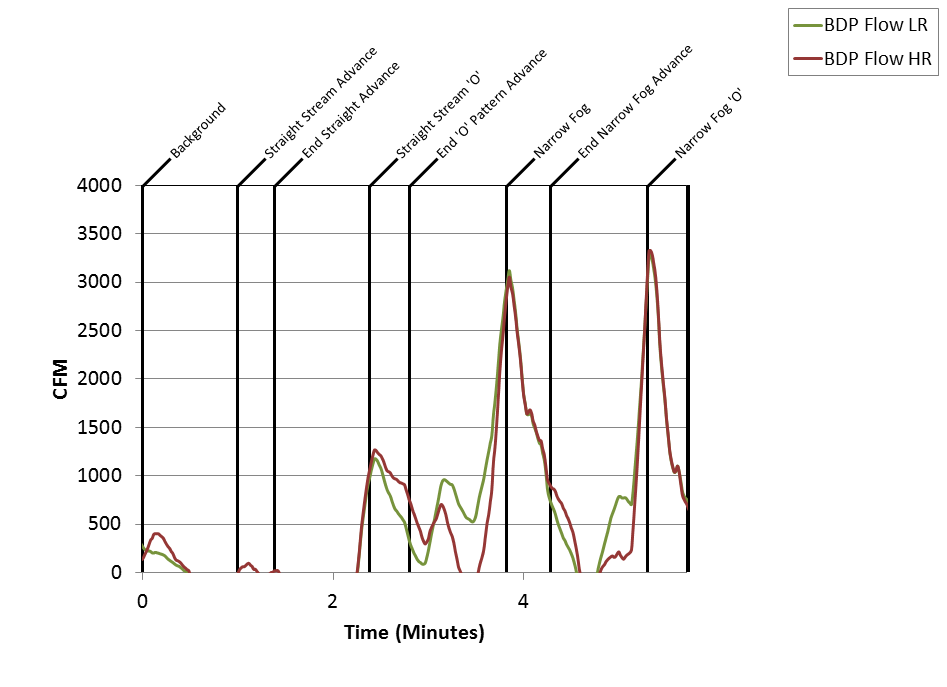 BDP Flow LR
BDP Flow HR
Background
Straight Stream Advance
End Straight Advance
Straight Stream 'O'
End 'O' Pattern Advance
Narrow Fog
End Narrow Fog Advance
Narrow Fog 'O'
4000
3500
3000
2500
2000
1500
1000
500
0
CFM
0 2 4
Time (Minutes)